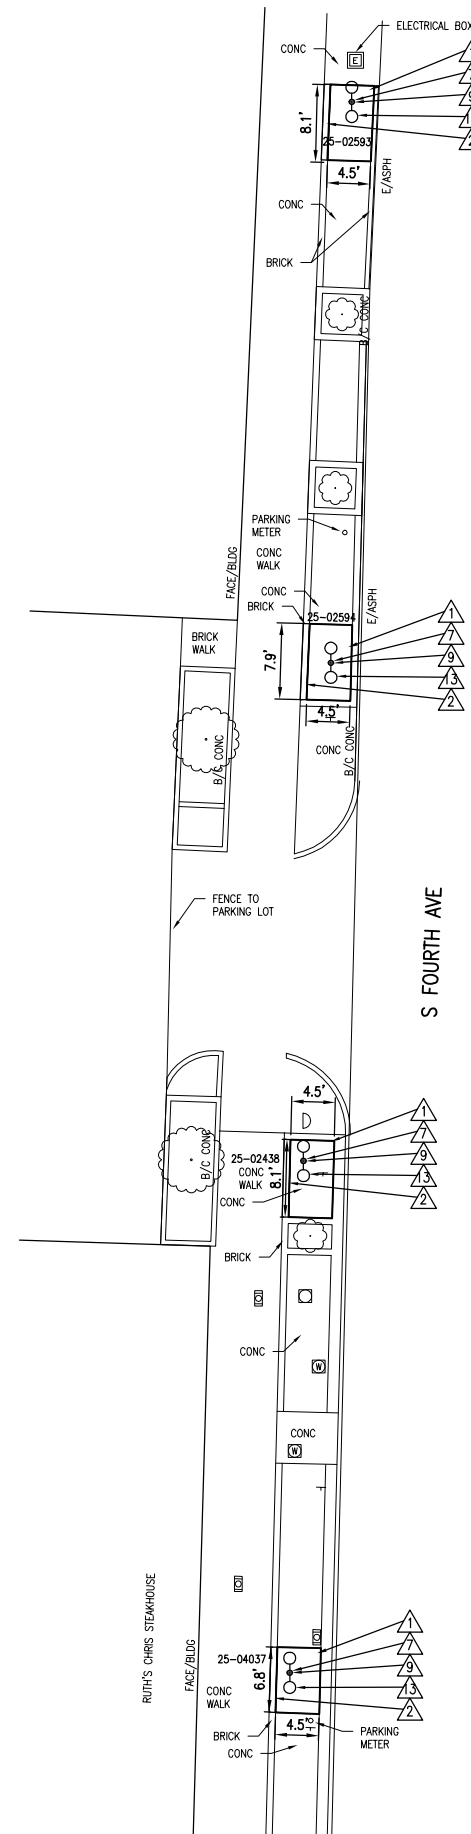 CONC
ELECTRICAL BOX
E
8.1'
25-02593
4.5'
E/ASPH
CONC
BRICK
B/C CONC
PARKING
METER
CONC
WALK
FACE/BLDG
CONC
BRICK
25-02594
E/ASPH
BRICK
WALK
7.9'
1
7
9
13
2
4.5'
CONC
B/C CONC
B/C CONC
FENCE TO
PARKING LOT
S FOURTH AVE
4.5'
25-02438
CONC
WALK
8.1'
CONC
1
7
9
13
2
B/C CONC
BRICK
CONC
W
CONC
W
RUTH'S CHRIS STEAKHOUSE
FACE/BLDG
25-04037
6.8'
CONC
WALK
1
7
9
13
2
4.5'
BRICK
CONC
PARKING
METER